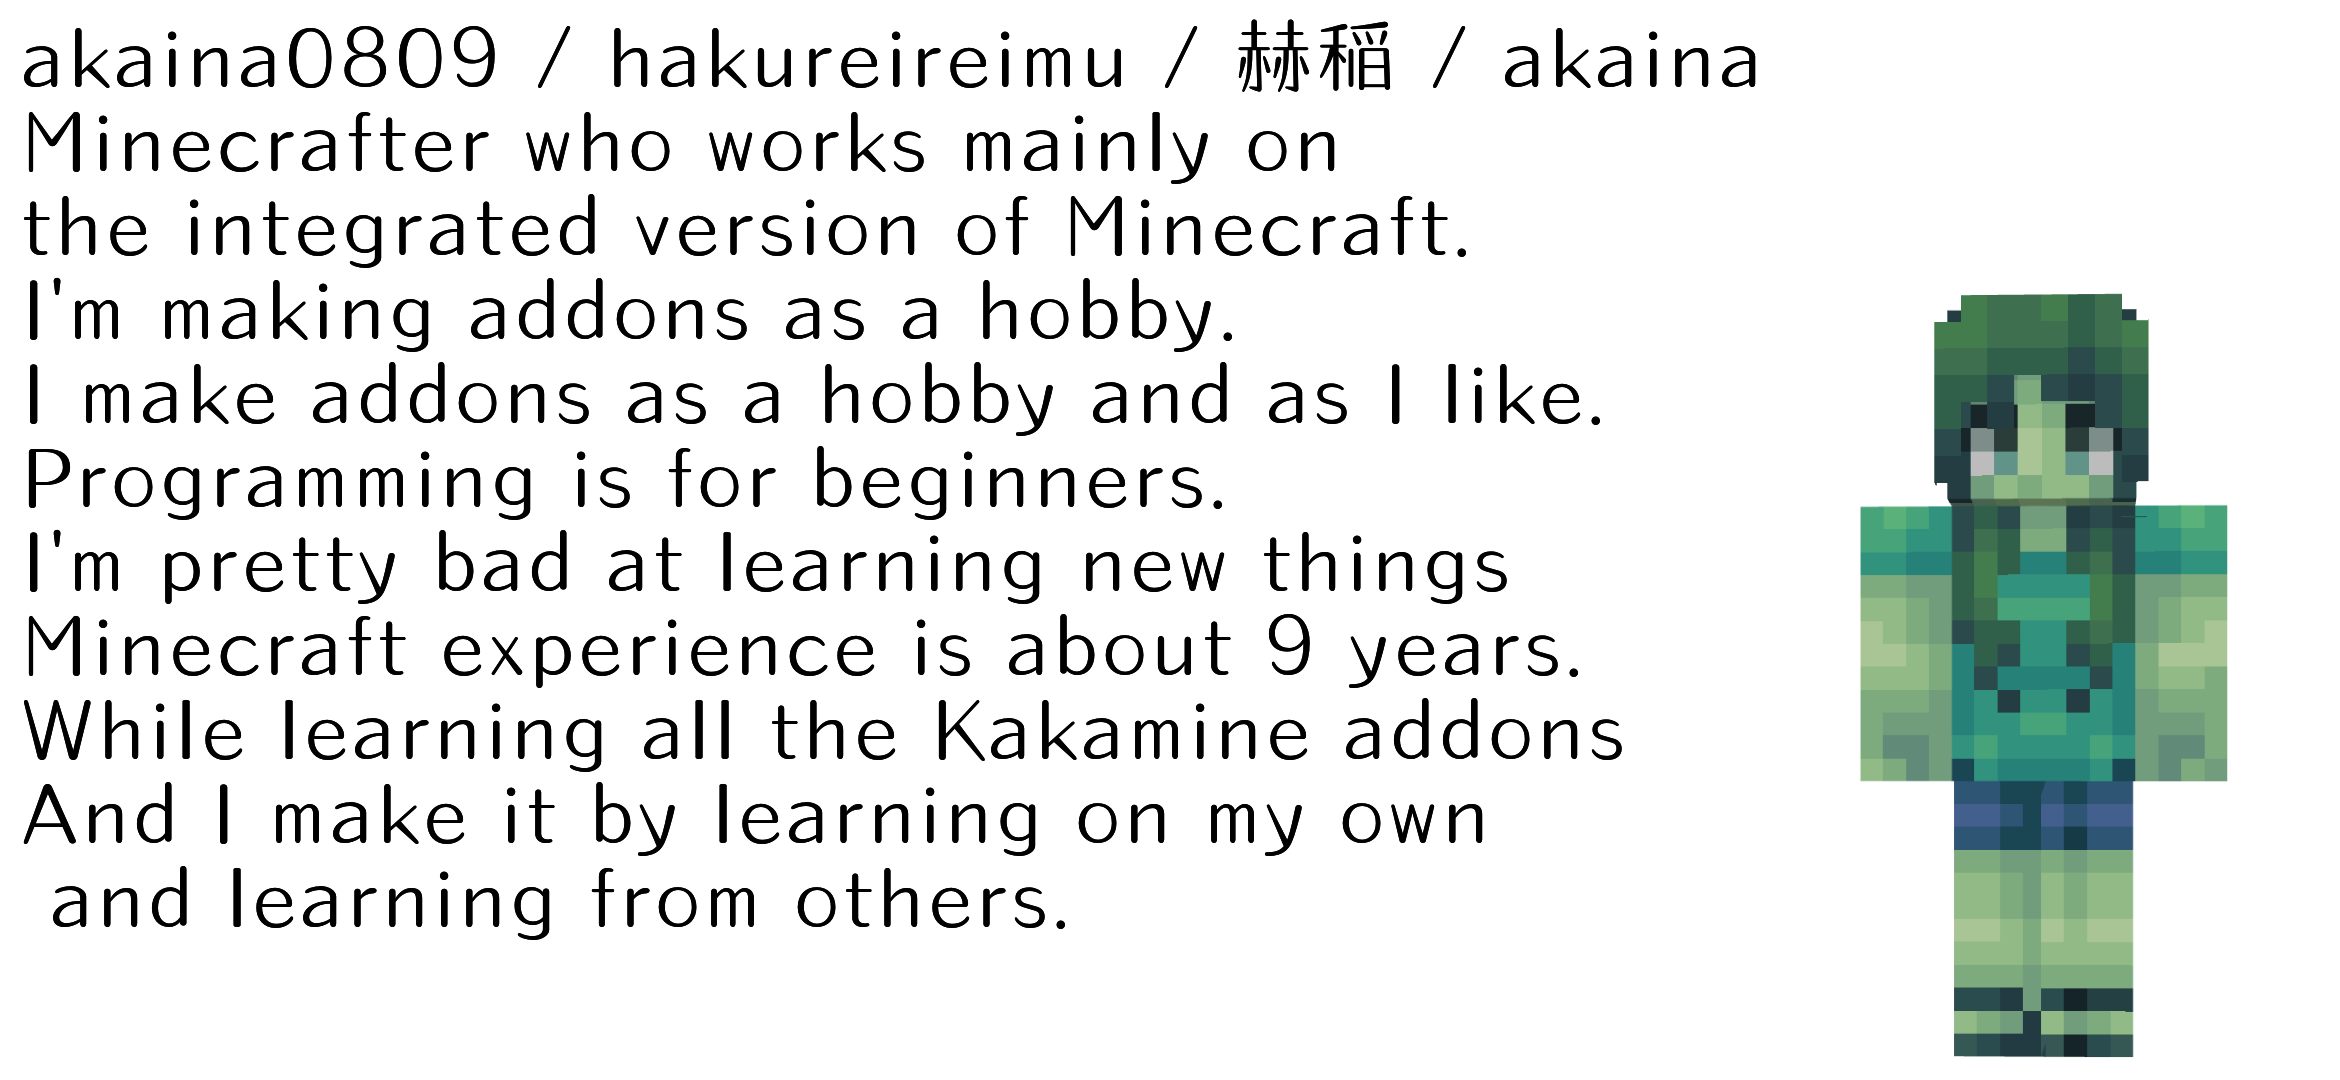 akaina0809 / hakureireimu / 赫稲 / akaina
Minecrafter who works mainly on
the integrated version of Minecraft.
I'm making addons as a hobby.
I make addons as a hobby and as I like.
Programming is for beginners.
I'm pretty bad at learning new things
Minecraft experience is about 9 years.
While learning all the Kakamine addons
And I make it by learning on my own
and learning from others.